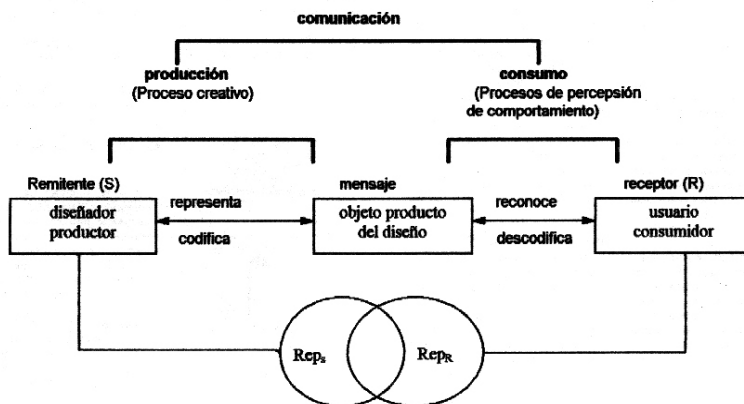 comunicación
producción
(Proceso creativo)
consumo
(Procesos de percepsión
de comportamiento)
Remitente (S)
mensaje
receptor (R)
diseñador
productor
representa
codifica
objeto producto
del diseño
reconoce
descodifica
usuario
consumidor
Reps
RepR